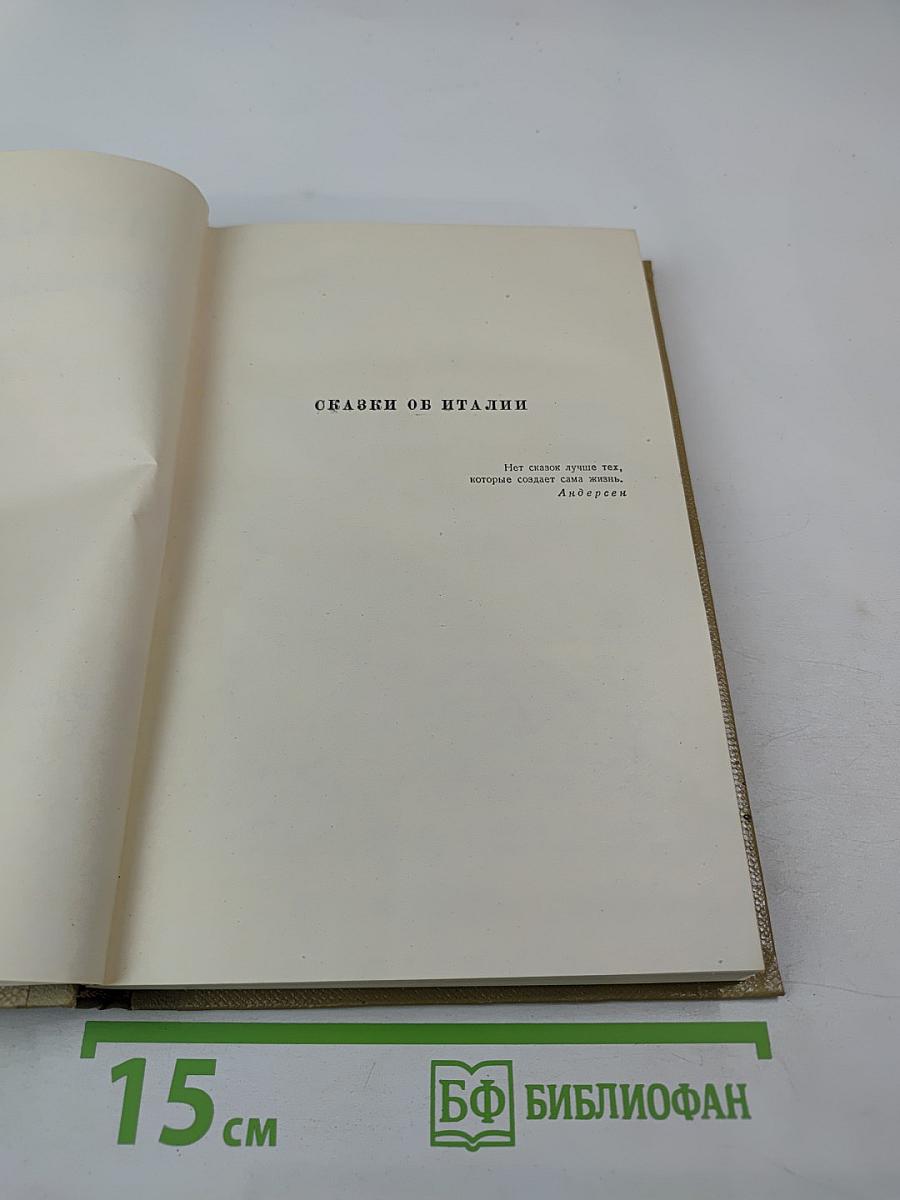 СКАЗКИ ОБ ИТАЛИИ
Нет сказок лучше тех,
которые создает сама жизнь.
Андерсен
15 см
БФ БИБЛИОФАН